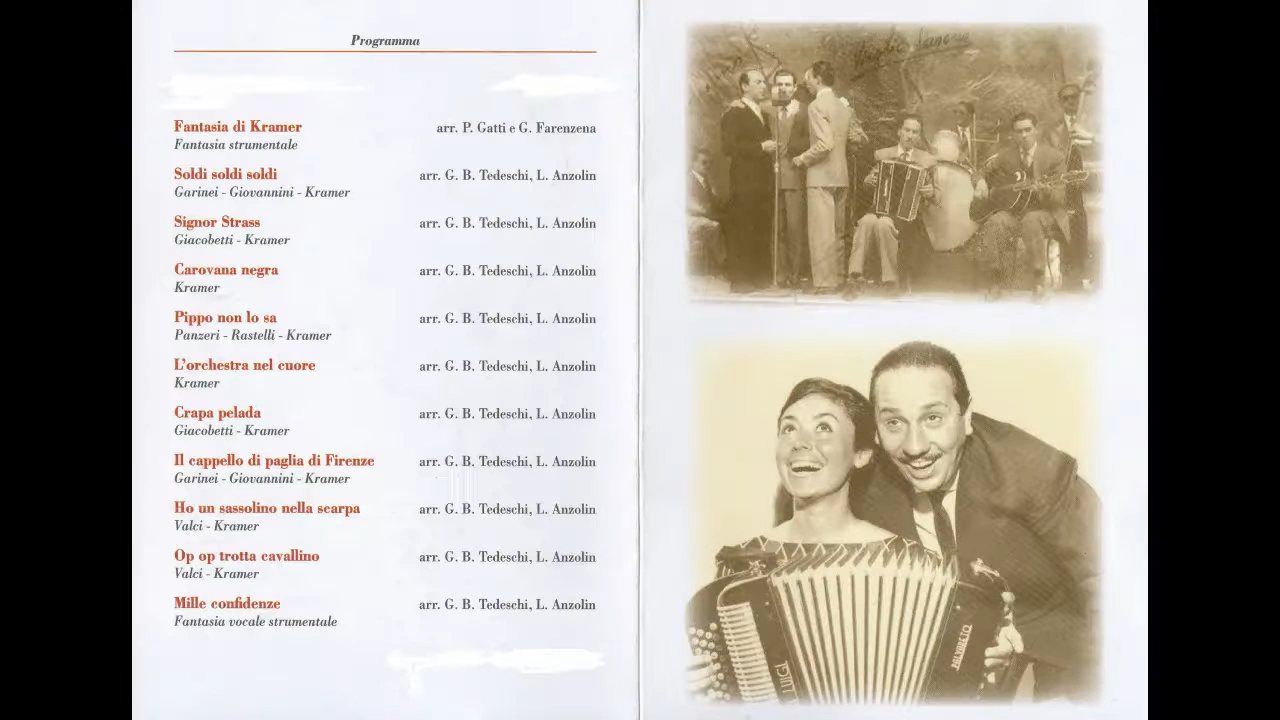 Programma
Fantasia di Kramer arr. P. Gatti e G. Farenzena
Fantasia strumentale
Soldi soldi soldi arr. G. B. Tedeschi, L. Anzolin
Garinei - Giovannini - Kramer
Signor Strass arr. G. B. Tedeschi, L. Anzolin
Giacobetti - Kramer
Carovana negra arr. G. B. Tedeschi, L. Anzolin
Kramer
Pippo non lo sa arr. G. B. Tedeschi, L. Anzolin
Panzeri - Rastelli - Kramer
L'orchestra nel cuore arr. G. B. Tedeschi, L. Anzolin
Kramer
Crapa pelada arr. G. B. Tedeschi, L. Anzolin
Giacobetti - Kramer
Il cappello di paglia di Firenze arr. G. B. Tedeschi, L. Anzolin
Garinei - Giovannini - Kramer
Ho un sassolino nella scarpa arr. G. B. Tedeschi, L. Anzolin
Valci - Kramer
Op op trotta cavallino arr. G. B. Tedeschi, L. Anzolin
Valci - Kramer
Mille confidenze arr. G. B. Tedeschi, L. Anzolin
Fantasia vocale strumentale
LUIGI